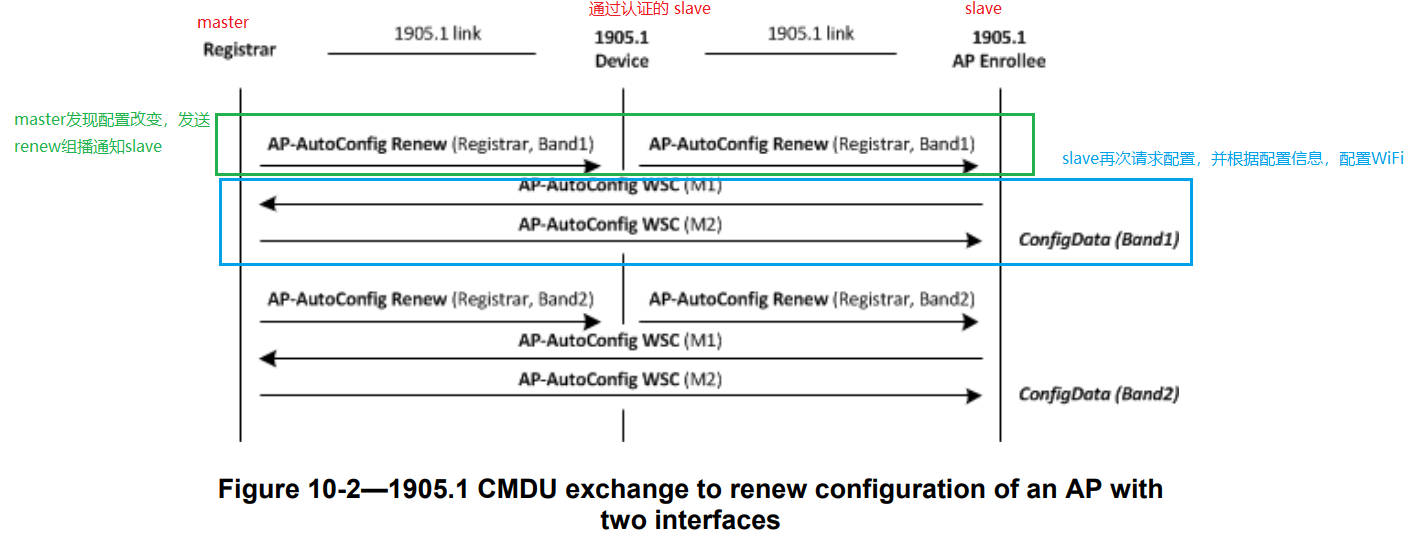 master
通过认证的 slave
slave
Registrar
1905.1 link
1905.1
Device
1905.1 link
1905.1
AP Enrollee
master发现配置改变，发送
renew组播通知slave
AP-AutoConfig Renew (Registrar, Band1)
AP-AutoConfig Renew (Registrar, Band1)
slave再次请求配置，并根据配置信息，配置WiFi
AP-AutoConfig WSC (M1)
AP-AutoConfig WSC (M2)
ConfigData (Band1)
AP-AutoConfig Renew (Registrar, Band2)
AP-AutoConfig Renew (Registrar, Band2)
AP-AutoConfig WSC (M1)
AP-AutoConfig WSC (M2)
ConfigData (Band2)
Figure 10-2—1905.1 CMDU exchange to renew configuration of an AP with
two interfaces